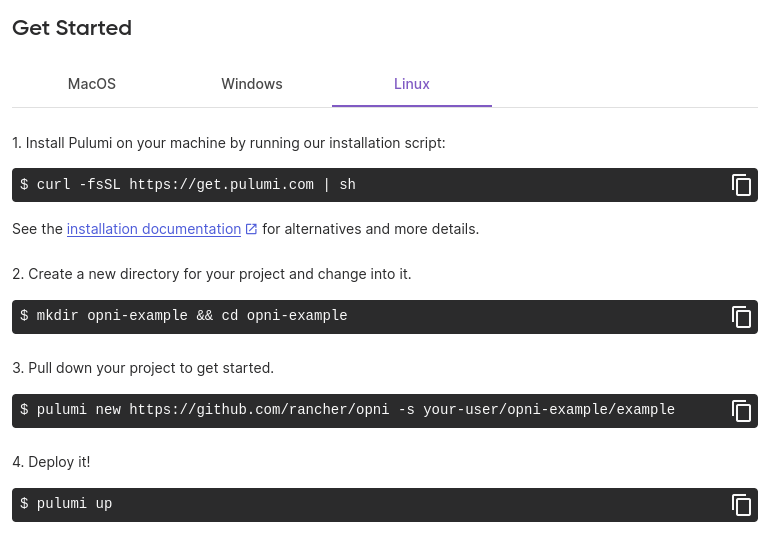 Get Started
MacOS Windows Linux
1. Install Pulumi on your machine by running our installation script:
$ curl -fsSL https://get.pulumi.com | sh
See the installation documentation for alternatives and more details.
2. Create a new directory for your project and change into it.
$ mkdir opni-example && cd opni-example
3. Pull down your project to get started.
$ pulumi new https://github.com/rancher/opni -s your-user/opni-example/example
4. Deploy it!
$ pulumi up